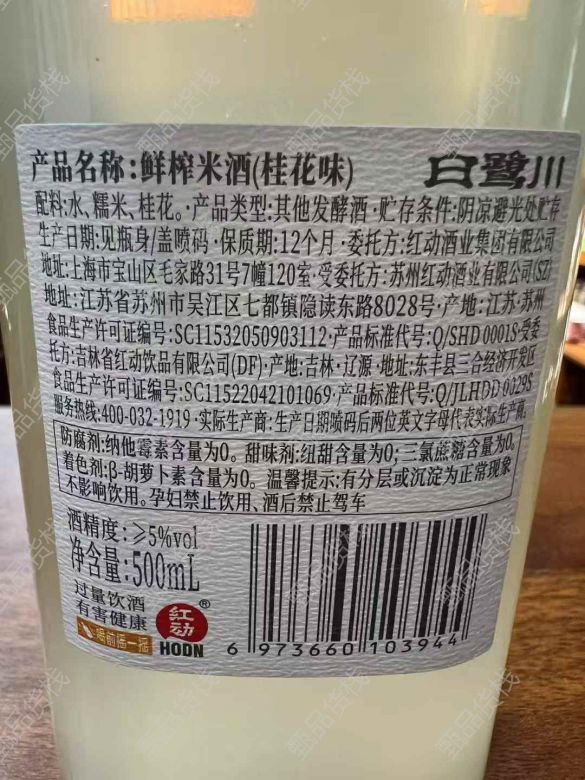 产品名称:鲜榨米酒(桂花味)
白鹭川
配料:水、糯米、桂花。·产品类型:其他发酵酒·贮存条件:阴凉避光处贮存
生产日期:见瓶身/盖喷码·保质期:12个月·委托方:红动酒业集团有限公司
地址:上海市宝山区毛家路31号7幢120室·受委托方:苏州红动酒业有限公司(SZ)
地址:江苏省苏州市吴江区七都镇隐读东路8028号·产地:江苏·苏州
食品生产许可证编号:SC11532050903112·产品标准代号:Q/SHD 0001S·受委
托方:吉林省红动饮品有限公司(DF)·产地:吉林·辽源·地址:东丰县三合经济开发区
食品生产许可证编号:SC11522042101069·产品标准代号:Q/JLHDD 0029S
服务热线:400-032-1919·实际生产商:生产日期喷码后两位英文字母代表实际生产商.
防腐剂:纳他霉素含量为0。甜味剂:纽甜含量为0;三氯蔗糖含量为0。
着色剂:β-胡萝卜素含量为0。温馨提示:有分层或沉淀为正常现象
不影响饮用。孕妇禁止饮用、酒后禁止驾车
酒精度:≥5%vol
净含量:500mL
过量饮酒
有害健康
喝前摇一摇
红动®
HODN
6 973660 103944
甄品货栈